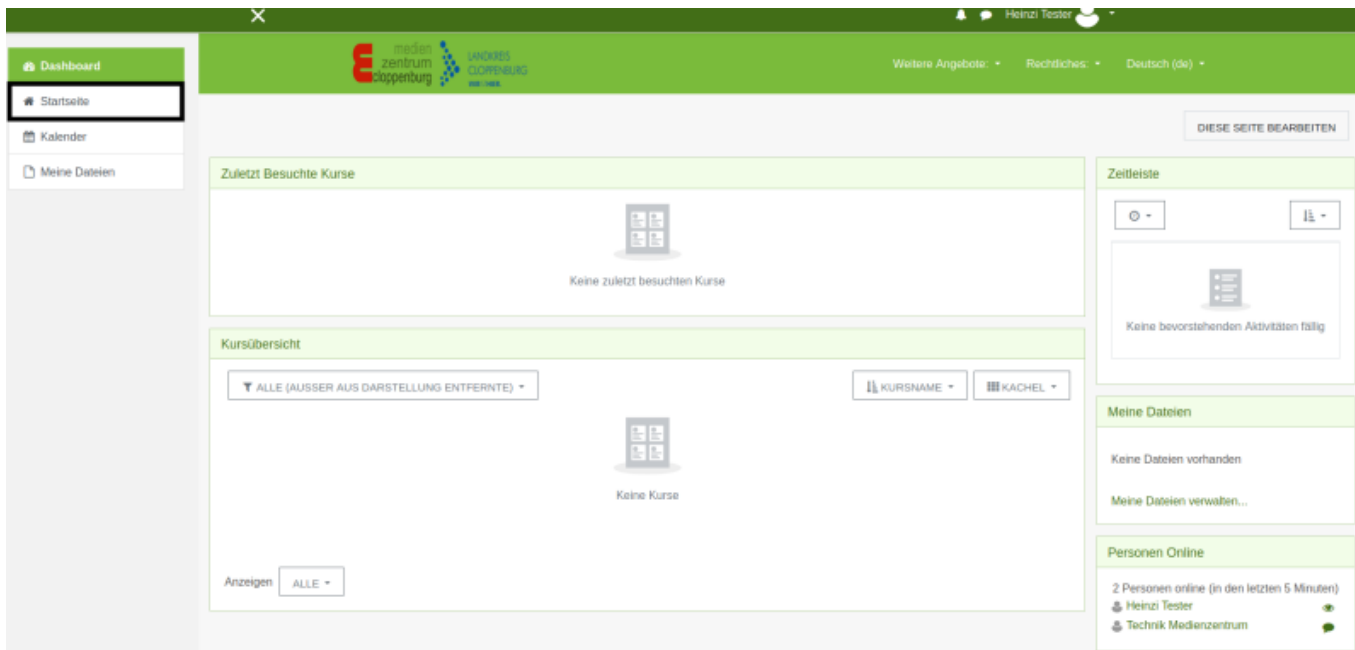 Heinzi Tester
Dashboard
Startseite
Kalender
Meine Dateien
medien
zentrum
cloppenburg
LANDKREIS
CLOPPENBURG
Weitere Angebote:
Rechtliches:
Deutsch (de)
DIESE SEITE BEARBEITEN
Zuletzt Besuchte Kurse
Keine zuletzt besuchten Kurse
Kursübersicht
ALLE (AUSSER AUS DARSTELLUNG ENTFERNTE)
KURSNAME
KACHEL
Keine Kurse
Anzeigen ALLE
Zeitleiste
Keine bevorstehenden Aktivitäten fällig
Meine Dateien
Keine Dateien vorhanden
Meine Dateien verwalten...
Personen Online
2 Personen online (in den letzten 5 Minuten)
Heinzi Tester
Technik Medienzentrum